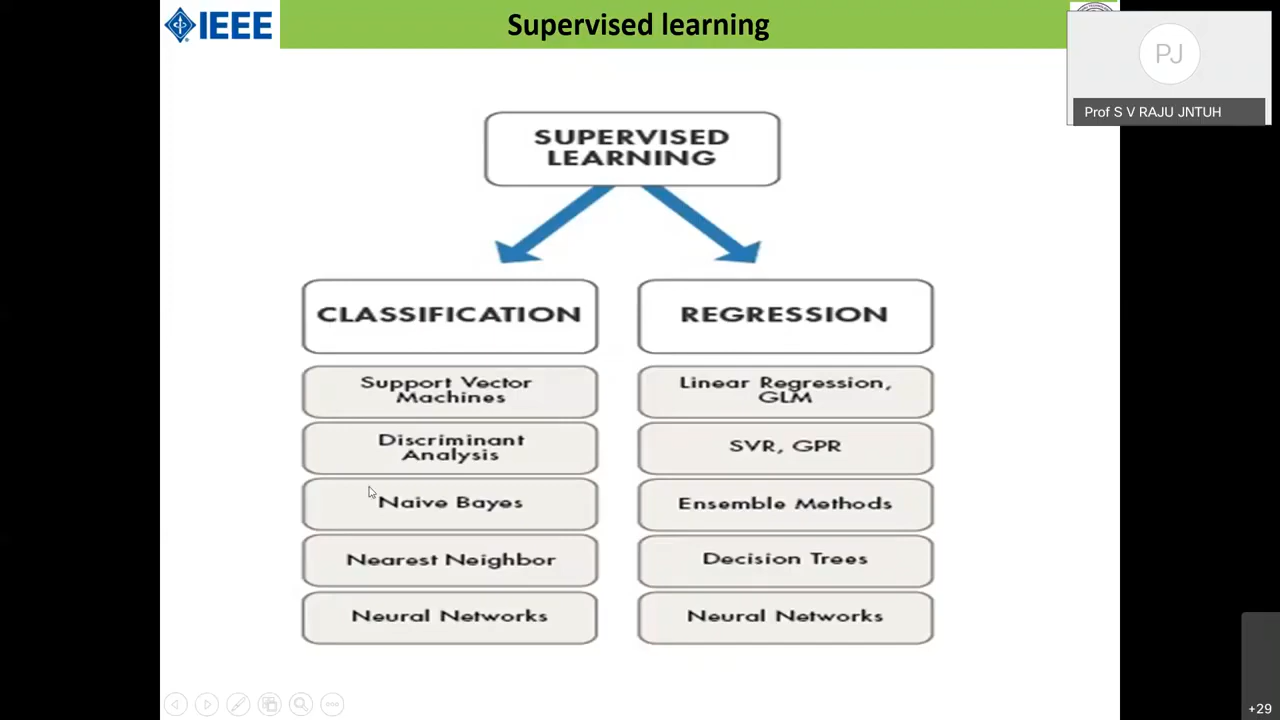 IEEE
Supervised learning
PJ
Prof S V RAJU JNTUH
SUPERVISED
LEARNING
CLASSIFICATION
REGRESSION
Support Vector
Machines
Linear Regression,
GLM
Discriminant
Analysis
SVR, GPR
Naive Bayes
Ensemble Methods
Nearest Neighbor
Decision Trees
Neural Networks
Neural Networks
+29